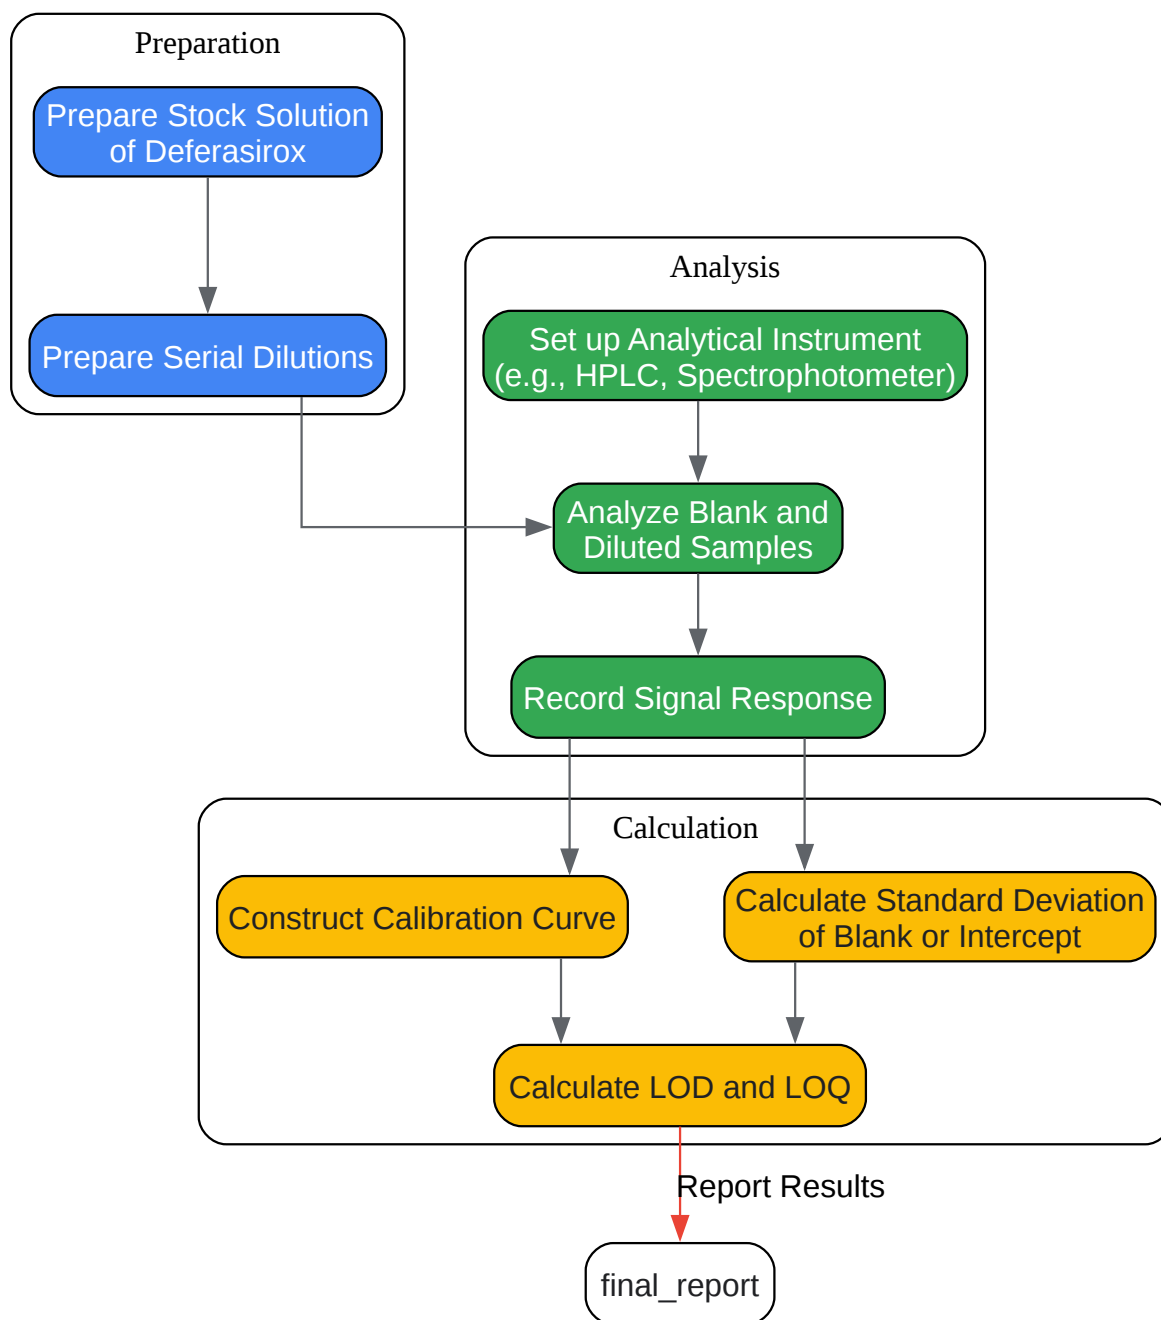 Preparation
Prepare Stock Solution
of Deferasirox
Prepare Serial Dilutions
Analysis
Set up Analytical Instrument
(e.g., HPLC, Spectrophotometer)
Analyze Blank and
Diluted Samples
Record Signal Response
Calculation
Construct Calibration Curve
Calculate Standard Deviation
of Blank or Intercept
Calculate LOD and LOQ
Report Results
final_report